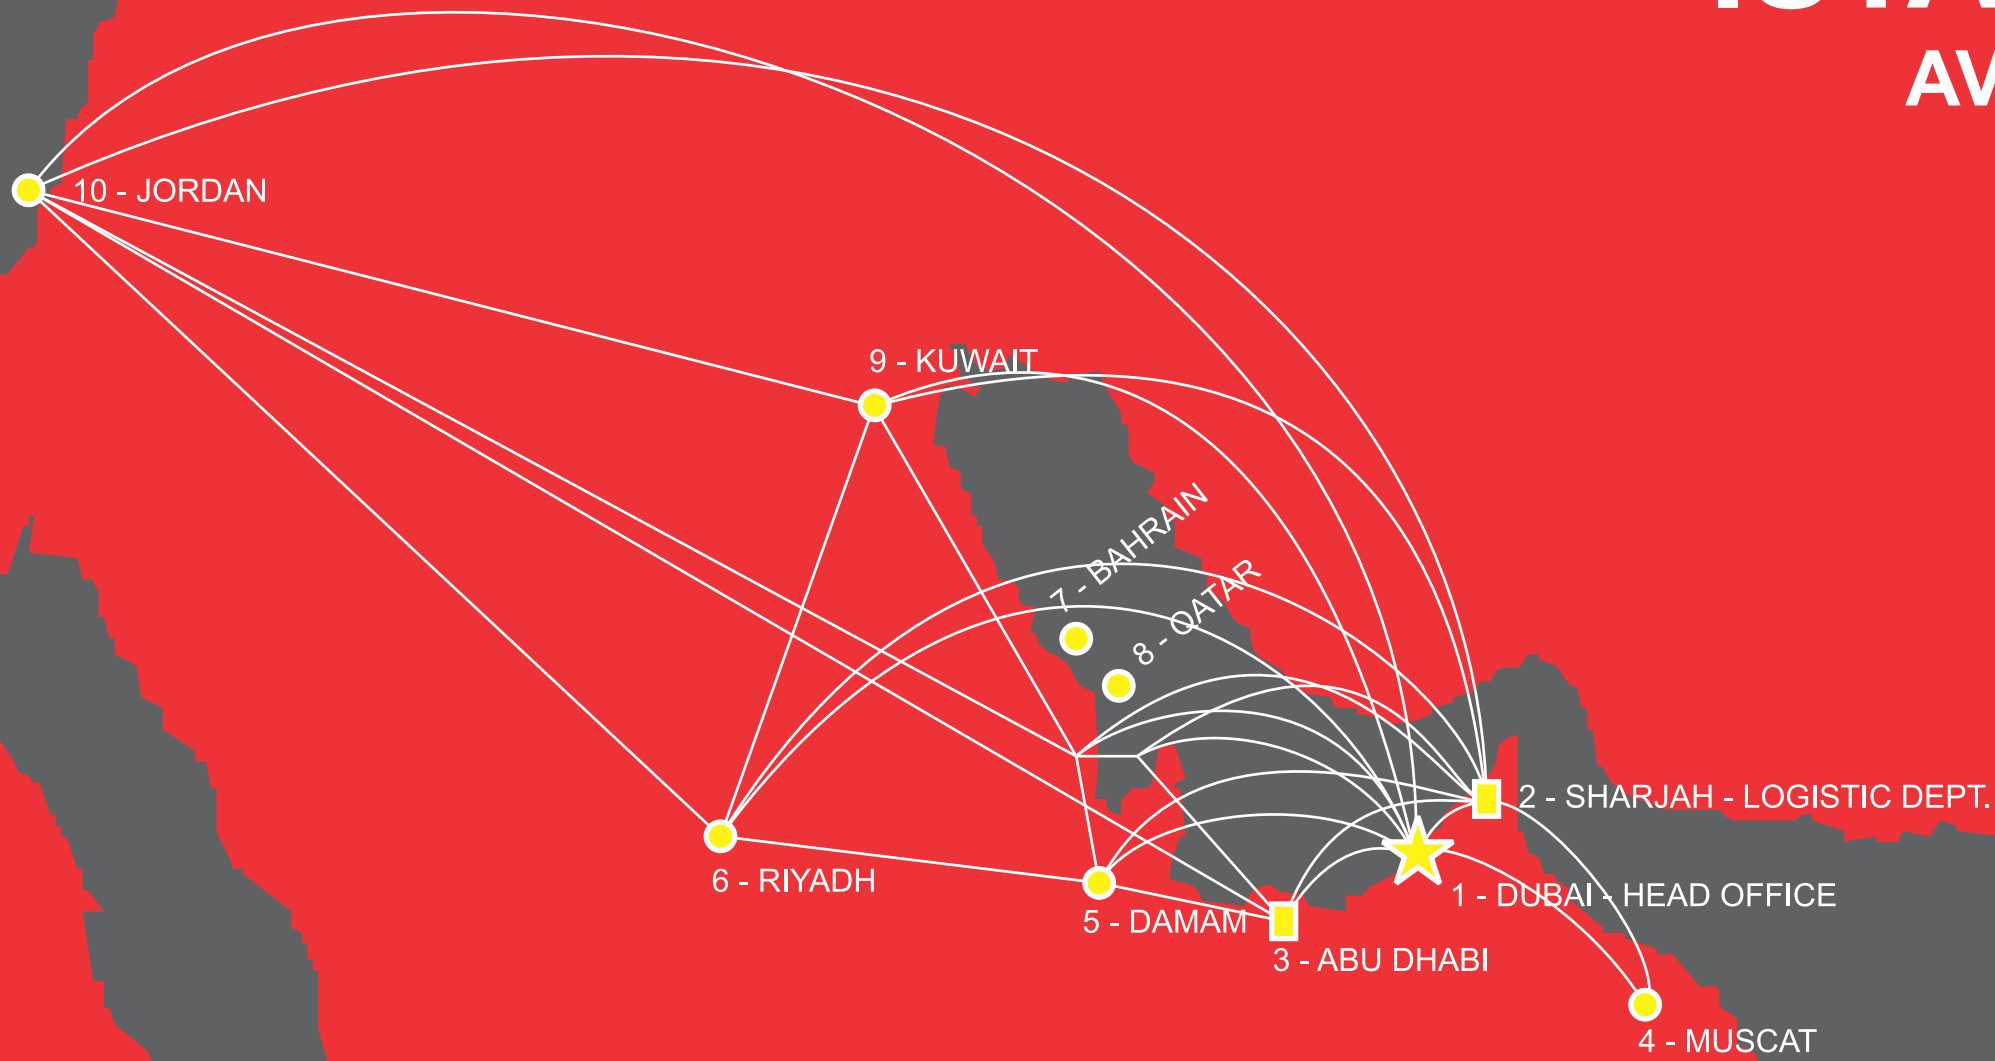 AV
10 - JORDAN
9 - KUWAIT
7 - BAHRAIN
8 - QATAR
2 - SHARJAH - LOGISTIC DEPT.
6 - RIYADH
1 - DUBAI - HEAD OFFICE
5 - DAMAM
3 - ABU DHABI
4 - MUSCAT